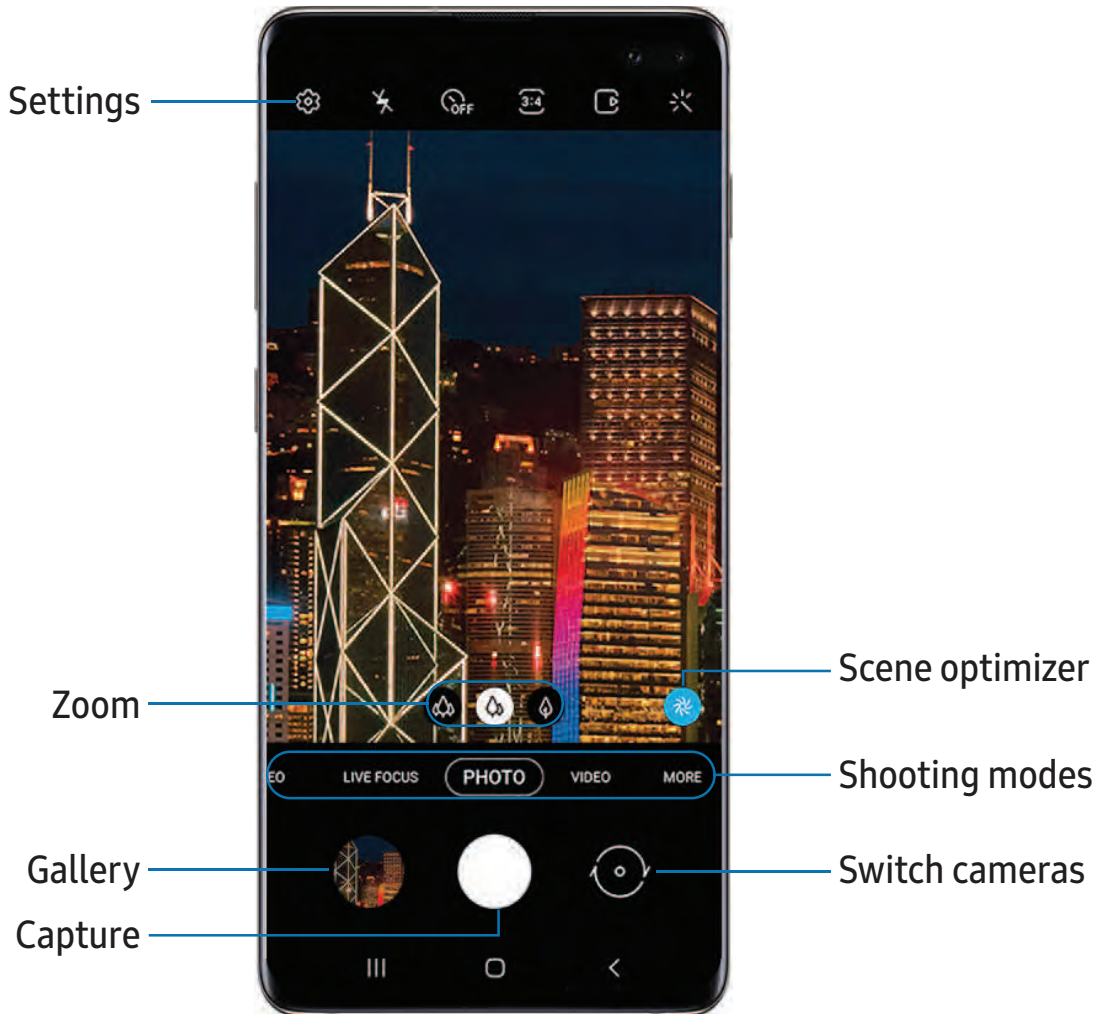 Settings
OFF
3:4
Zoom
Scene optimizer
EO LIVE FOCUS PHOTO VIDEO MORE
Shooting modes
Gallery
Switch cameras
Capture